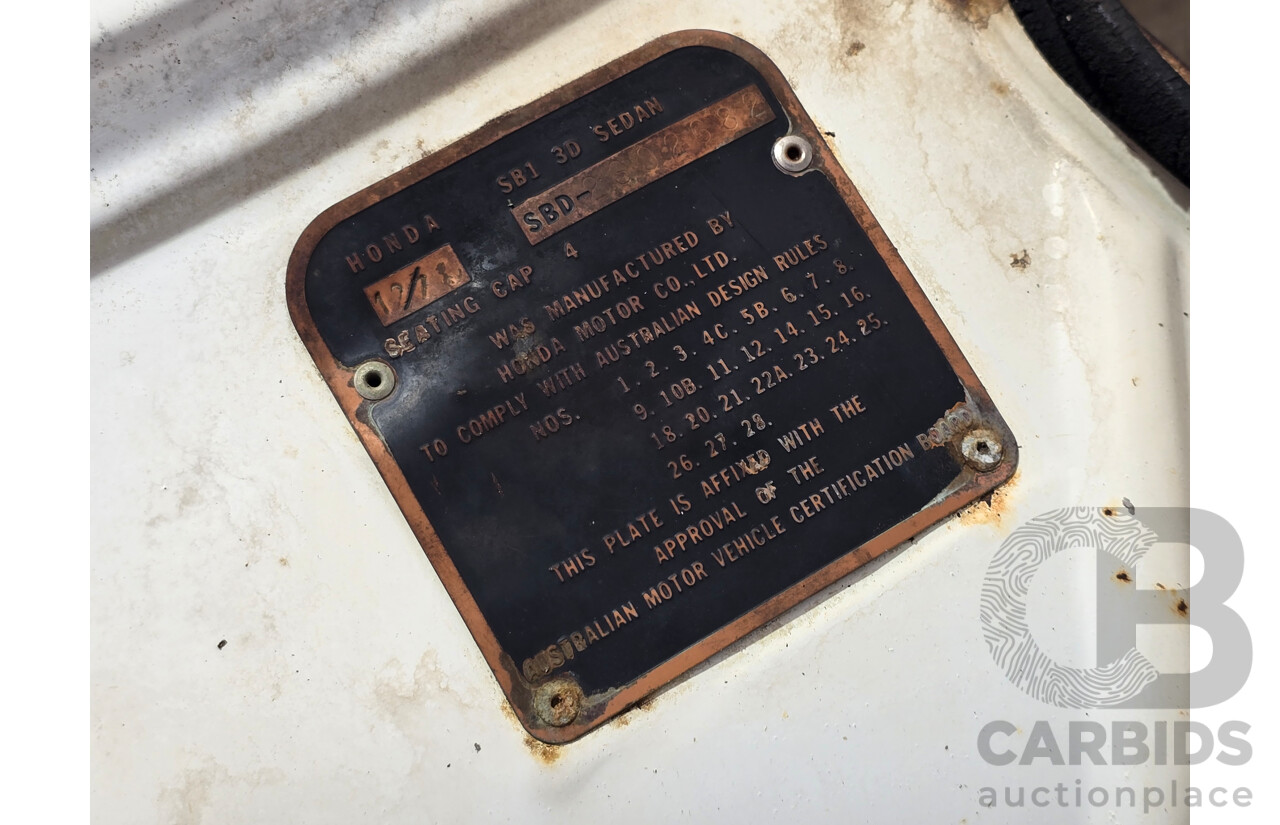 HONDA SB1 3D SEDAN
12/78 SBD-
SEATING CAP 4
WAS MANUFACTURED BY
HONDA MOTOR CO., LTD.
TO COMPLY WITH AUSTRALIAN DESIGN RULES
NOS. 1. 2. 3. 4C. 5B. 6. 7. 8.
9. 10B. 11. 12. 14. 15. 16.
18. 20. 21. 22A. 23. 24. 25.
26. 27. 28.
THIS PLATE IS AFFIXED WITH THE
APPROVAL OF THE
AUSTRALIAN MOTOR VEHICLE CERTIFICATION BOARD
CB
CARBIDS
auctionplace